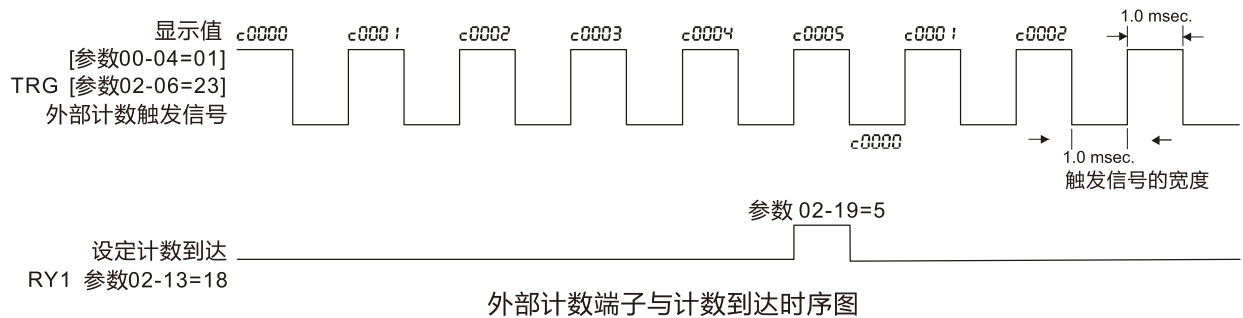 1.0 msec.
显示值 c0000 c0001 c0002 c0003 c0004 c0005 c0001 c0002
[参数00-04=01]
TRG [参数02-06=23]
外部计数触发信号
c0000
1.0 msec.
触发信号的宽度
参数 02-19=5
设定计数到达
RY1 参数02-13=18
外部计数端子与计数到达时序图